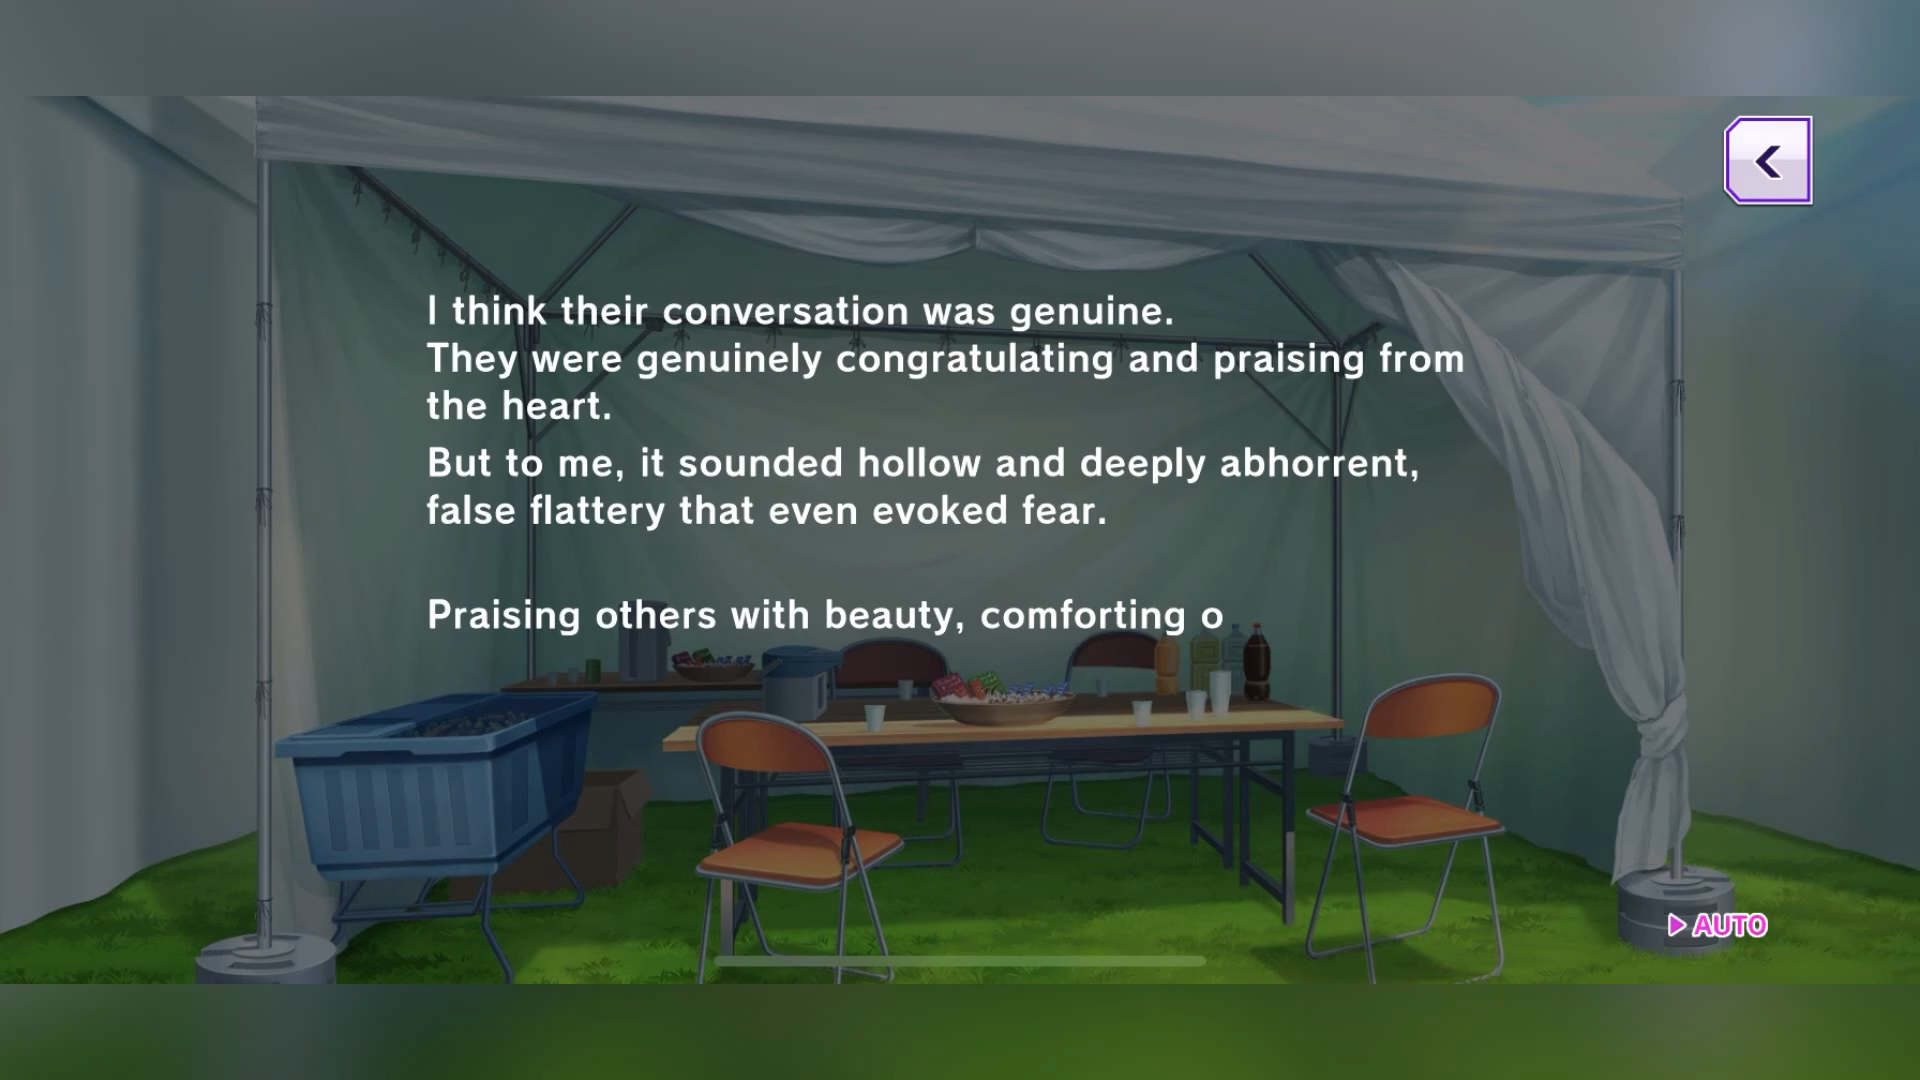 I think their conversation was genuine.
They were genuinely congratulating and praising from
the heart.
But to me, it sounded hollow and deeply abhorrent,
false flattery that even evoked fear.
Praising others with beauty, comforting o
AUTO